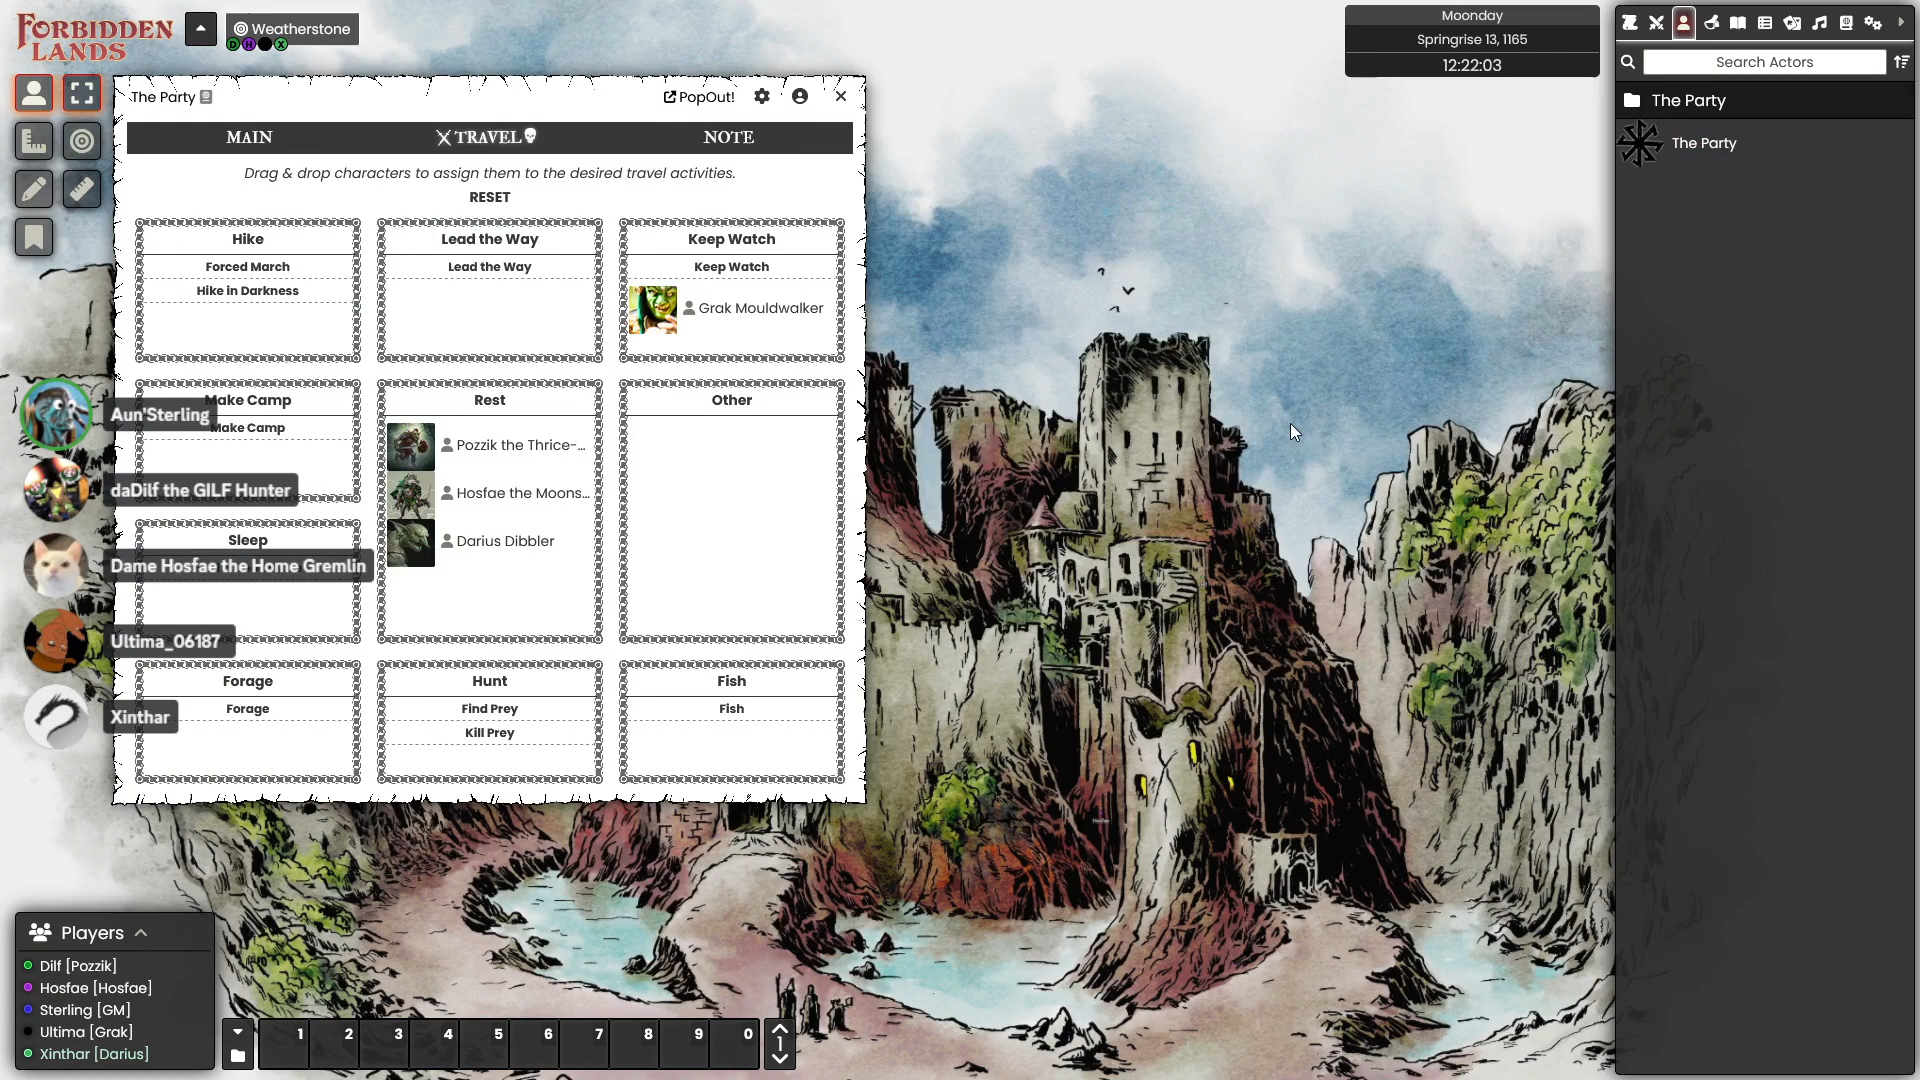 FORBIDDEN
LANDS
Weatherstone
D H X
Moonday
Springrise 13, 1165
12:22:03
Search Actors
The Party
The Party
The Party
PopOut!
MAIN
TRAVEL
NOTE
Drag & drop characters to assign them to the desired travel activities.
RESET
Hike
Forced March
Hike in Darkness
Lead the Way
Lead the Way
Keep Watch
Keep Watch
Grak Mouldwalker
Make Camp
Make Camp
Rest
Pozzik the Thrice-...
Hosfae the Moons...
Darius Dibbler
Other
Sleep
Forage
Forage
Hunt
Find Prey
Kill Prey
Fish
Fish
Aun'Sterling
daDilf the GILF Hunter
Dame Hosfae the Home Gremlin
Ultima_06187
Xinthar
Players
Dilf [Pozzik]
Hosfae [Hosfae]
Sterling [GM]
Ultima [Grak]
Xinthar [Darius]
1 2 3 4 5 6 7 8 9 0
1